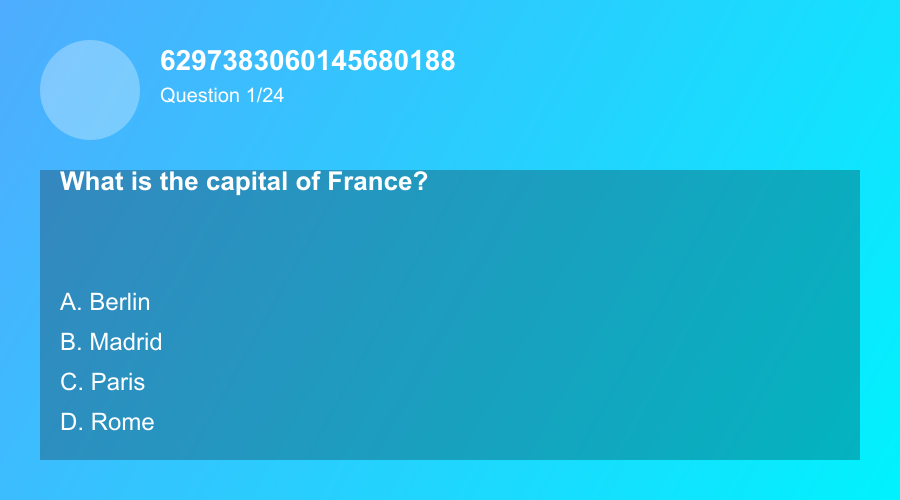 6297383060145680188
Question 1/24
What is the capital of France?
A. Berlin
B. Madrid
C. Paris
D. Rome